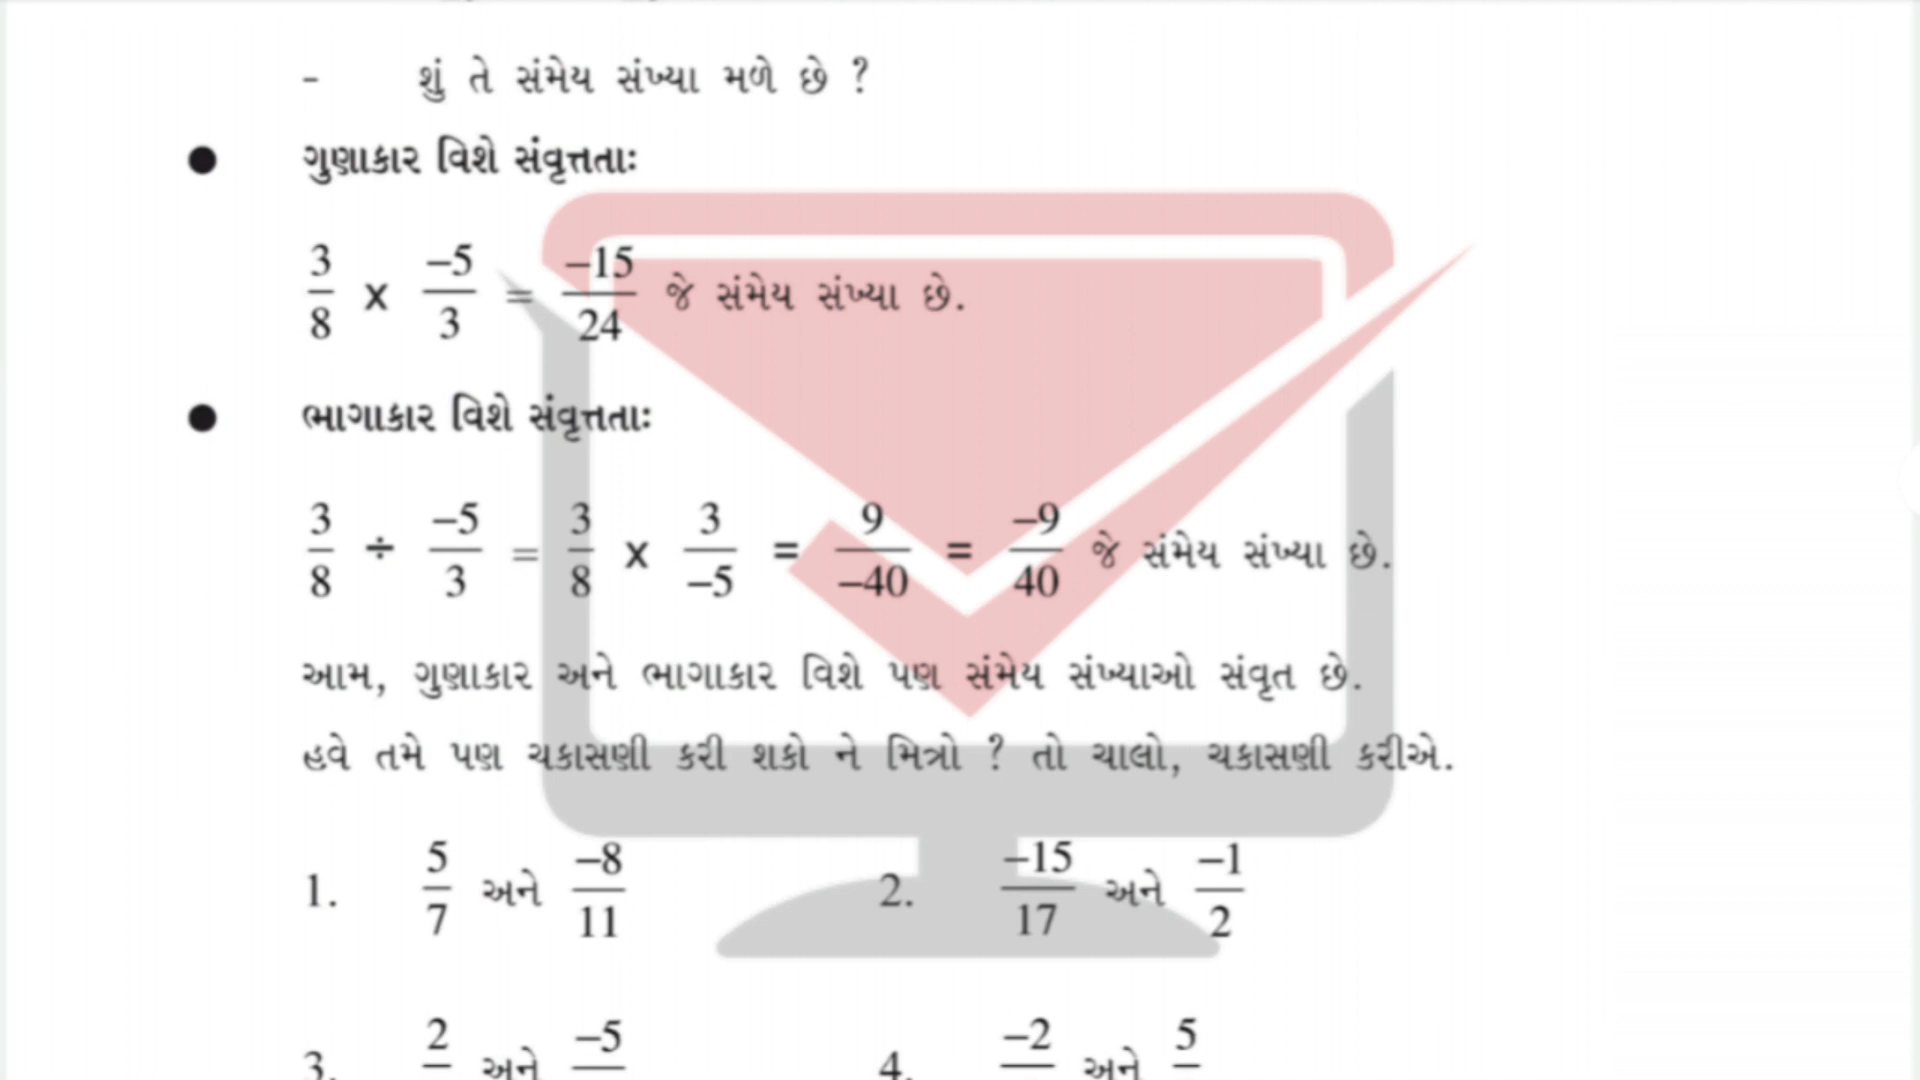 - શું તે સંમેય સંખ્યા મળે છે ?
● ગુણાકાર વિશે સંવૃત્તતાઃ
3/8 x -5/3 = -15/24 જે સંમેય સંખ્યા છે.
● ભાગાકાર વિશે સંવૃત્તતાઃ
3/8 ÷ -5/3 = 3/8 x 3/-5 = 9/-40 = -9/40 જે સંમેય સંખ્યા છે.
આમ, ગુણાકાર અને ભાગાકાર વિશે પણ સંમેય સંખ્યાઓ સંવૃત છે.
હવે તમે પણ ચકાસણી કરી શકો ને મિત્રો ? તો ચાલો, ચકાસણી કરીએ.
1. 5/7 અને -8/11 2. -15/17 અને -1/2
3. 2 અને -5 4. -2 અને 5